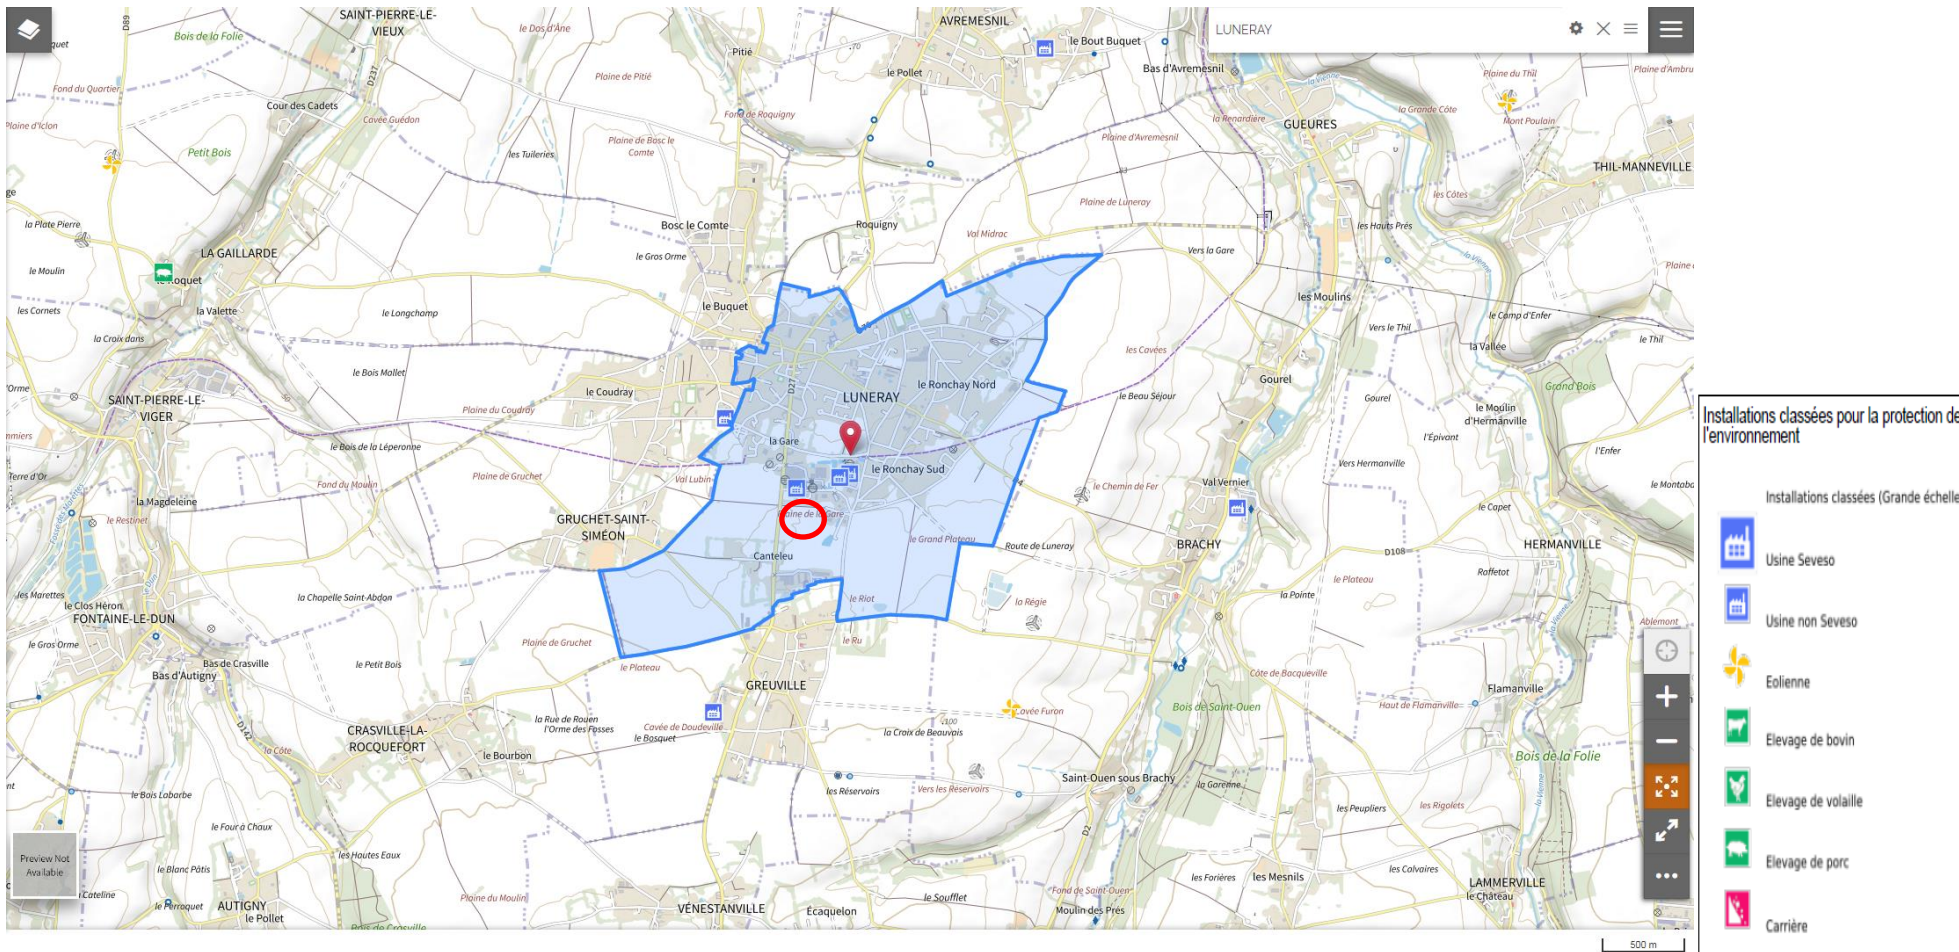 SAINT-PIERRE-LE-
VIEUX
Bois de la Folie
D89
D237
le Dos d'Âne
AVREMESNIL
le Bout Buquet
LUNERAY
Pitié
.70
le Pollet
Bas d'Avremesnil
la Vienne
Plaine du Thil
Plaine d'Ambru
Plaine de Pitié
Fond du Quartier
Cour des Cadets
Cavée Guédon
Fond de Roquigny
la Grande Côte
la Renardière
GUEURES
Mont Poulain
Plaine d'Iclon
Petit Bois
les Tuileries
Plaine de Bosc le
Comte
Plaine d'Avremesnil
THIL-MANNEVILLE
les Côtes
Plaine de Luneray
la Plate Pierre
Bosc le Comte
Roquigny
Val Midrac
les Hauts Prés
LA GAILLARDE
le Gros Orme
Vers la Gare
la Vienne
le Moulin
les Cornets
la Valette
le Longchamp
le Buquet
les Moulins
le Camp d'Enfer
Vers le Thil
la Croix dans
la Vallée
le Thil
les Cavées
le Bois Mallet
Gourel
le Ronchay Nord
D27
le Coudray
le Beau Séjour
Gourel
Grand Bois
SAINT-PIERRE-LE-
VIGER
LUNERAY
Plaine du Coudray
le Moulin
d'Hermanville
la Gare
l'Épivant
le Bois de la Léperonne
l'Enfer
le Ronchay Sud
Vers Hermanville
Terre d'Or
Plaine de Gruchet
Val Lubin
le Chemin de Fer
Val Vernier
Fond du Moulin
le Montaba
la Magdeleine
le Capet
le Restinet
GRUCHET-SAINT-
SIMÉON
le Grand Plateau
Route de Luneray
BRACHY
HERMANVILLE
Canteleu
D108
Raffetot
le Plateau
les Marettes
la Chapelle Saint-Abdon
le Riot
la Régie
la Pointe
le Clos Héron
FONTAINE-LE-DUN
Ablemont
le Gros Orme
Plaine de Gruchet
le Ru
Bas de Crasville
le Petit Bois
le Plateau
Bas d'Autigny
GREUVILLE
Côte de Bacqueville
Flamanville
Haut de Flamanville
Bois de Saint-Ouen
Cavée Furon
la Rue de Rouen
l'Orme des Fosses
Cavée de Doudeville
le Bosquet
.100
la Croix de Beauvais
CRASVILLE-LA-
ROCQUEFORT
D142
la Côte
le Bourbon
Bois de la Folie
Saint-Ouen sous Brachy
la Garenne
les Réservoirs
Vers les Réservoirs
le Bois Labarbe
les Peupliers
les Rigolets
D2
le Four à Chaux
Preview Not
Available
les Hautes Eaux
le Blanc Pâtis
les Forières
les Mesnils
les Calvaires
LAMMERVILLE
le Château
Cateline
Plaine du Moulin
le Soufflet
Fond de Saint-Ouen
le Perroquet
AUTIGNY
le Pollet
VÉNESTANVILLE
Écaquelon
Moulin des Prés
Bois de Crasville
500 m
Installations classées pour la protection de
l'environnement
Installations classées (Grande échelle
Usine Seveso
Usine non Seveso
Eolienne
Elevage de bovin
Elevage de volaille
Elevage de porc
Carrière